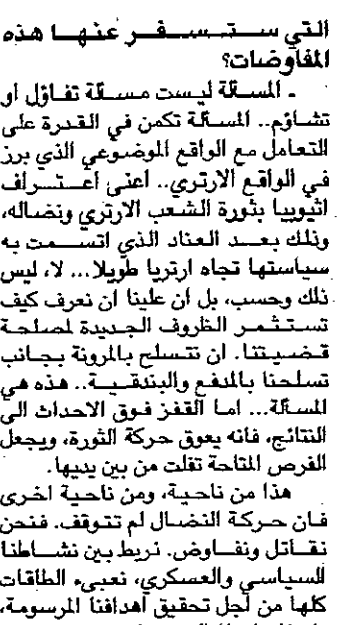 التي ستسفر عنها هذه
المفاوضات؟
- المسألة ليست مسألة تفاؤل او
تشاؤم.. المسألة تكمن في القدرة على
التعامل مع الواقع الموضوعي الذي برز
في الواقع الارتري.. اعني اعتراف
اثيوبيا بثورة الشعب الارتري ونضاله،
وذلك بعد العناد الذي اتسمت به
سياستها تجاه ارتريا طويلا... لا، ليس
ذلك وحسب، بل ان علينا ان نعرف كيف
تستثمر الظروف الجديدة لمصلحة
قضيتنا. ان نتسلح بالمرونة بجانب
تسلحنا بالمدفع والبندقية.. هذه هي
المسألة... اما القفز فوق الاحداث الى
النتائج، فانه يعوق حركة الثورة، ويجعل
الفرص المتاحة تفلت من بين يديها.
هذا من ناحية، ومن ناحية اخرى
فان حركة النضال لم تتوقف. فنحن
نقاتل ونفاوض. نربط بين نشاطنا
السياسي والعسكري، نعبىء الطاقات
كلها من اجل تحقيق اهدافنا المرسومة،